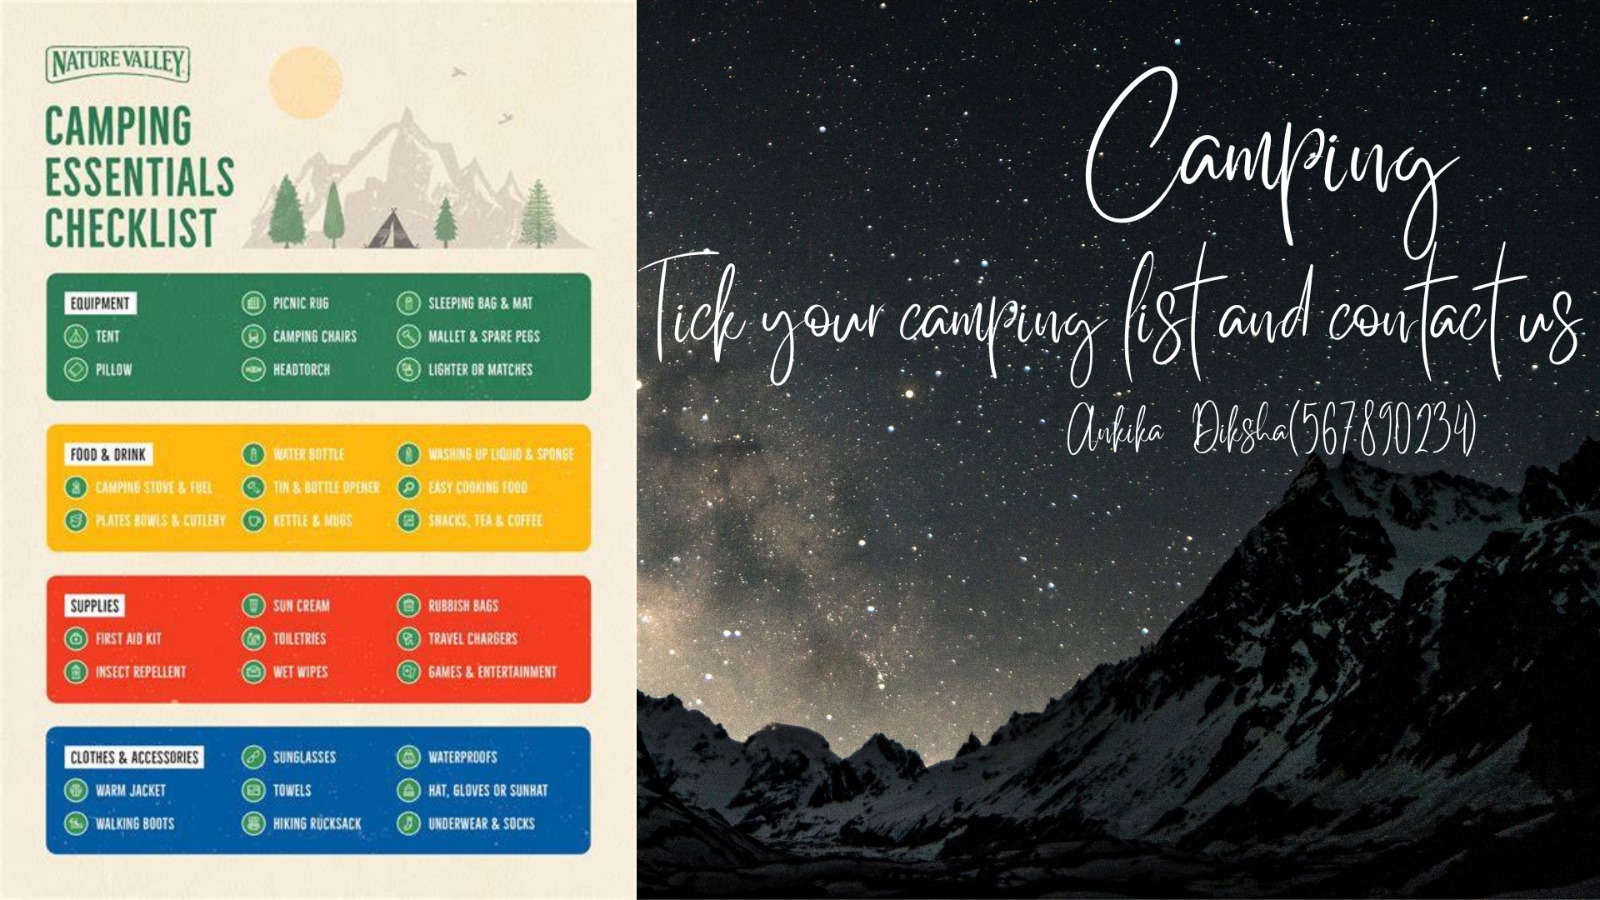 NATURE VALLEY
CAMPING
ESSENTIALS
CHECKLIST
EQUIPMENT
TENT
PILLOW
PICNIC RUG
CAMPING CHAIRS
HEADTORCH
SLEEPING BAG & MAT
MALLET & SPARE PEGS
LIGHTER OR MATCHES
FOOD & DRINK
CAMPING STOVE & FUEL
PLATES BOWLS & CUTLERY
WATER BOTTLE
TIN & BOTTLE OPENER
KETTLE & MUGS
WASHING UP LIQUID & SPONGE
EASY COOKING FOOD
SNACKS, TEA & COFFEE
SUPPLIES
FIRST AID KIT
INSECT REPELLENT
SUN CREAM
TOILETRIES
WET WIPES
RUBBISH BAGS
TRAVEL CHARGERS
GAMES & ENTERTAINMENT
CLOTHES & ACCESSORIES
WARM JACKET
WALKING BOOTS
SUNGLASSES
TOWELS
HIKING RUCKSACK
WATERPROOFS
HAT, GLOVES OR SUNHAT
UNDERWEAR & SOCKS
Camping
Tick your camping list and contact us
Ankika Diksha(567890234)